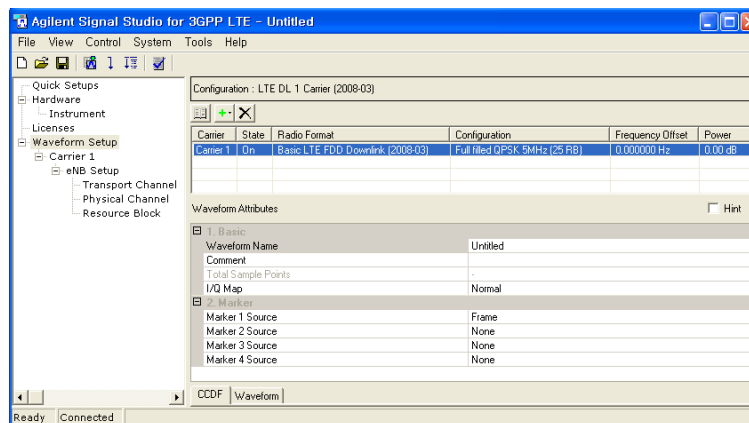 Agilent Signal Studio for 3GPP LTE - Untitled
File View Control System Tools Help
Quick Setups
Hardware
Instrument
Licenses
Waveform Setup
Carrier 1
eNB Setup
Transport Channel
Physical Channel
Resource Block
Configuration : LTE DL 1 Carrier (2008-03)
Carrier State Radio Format Configuration Frequency Offset Power
Carrier 1 On Basic LTE FDD Downlink (2008-03) Full filled QPSK 5MHz (25 RB) 0.000000 Hz 0.00 dB
Waveform Attributes Hint
1. Basic
Waveform Name Untitled
Comment
Total Sample Points -
I/Q Map Normal
2. Marker
Marker 1 Source Frame
Marker 2 Source None
Marker 3 Source None
Marker 4 Source None
CCDF Waveform
Ready Connected